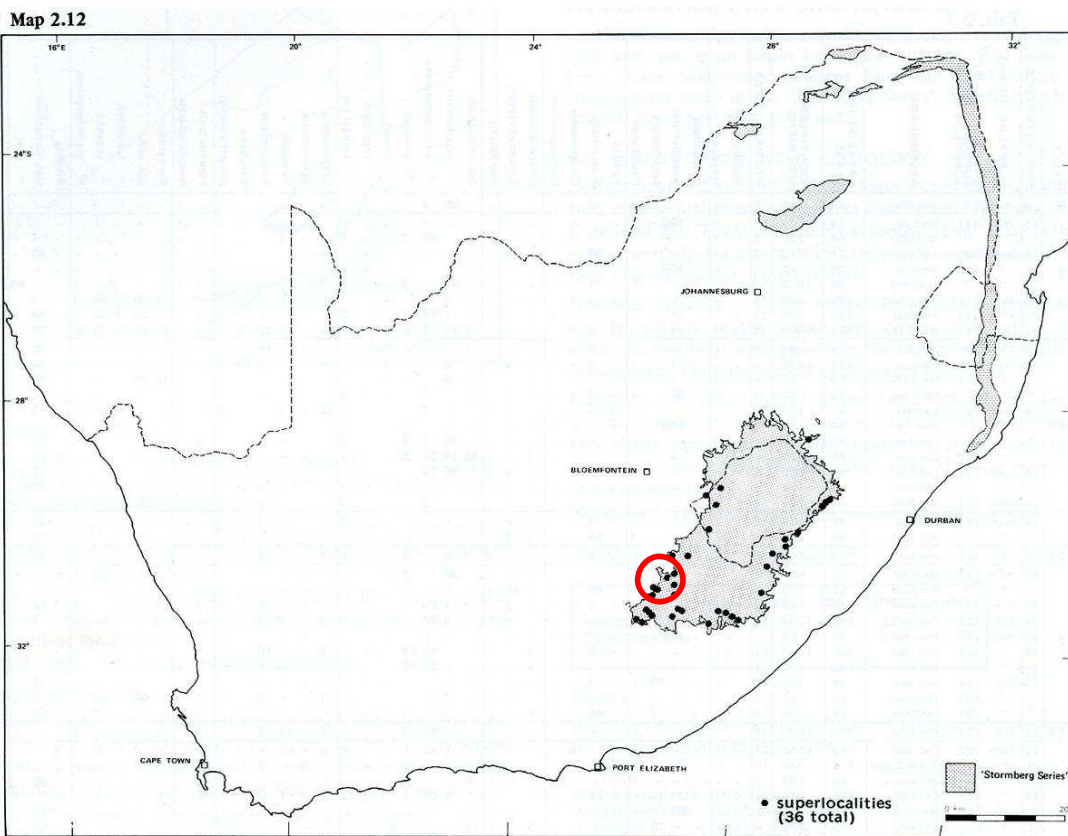 Map 2.12
16°E 20° 24° 28° 32°
24°S
JOHANNESBURG
28°
BLOEMFONTEIN
DURBAN
32°
CAPE TOWN
PORT ELIZABETH
'Stormberg Series'
superlocalities
(36 total)
0 km 20